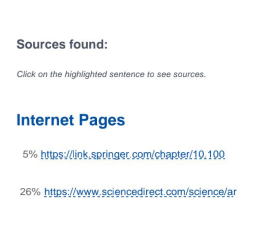 Sources found:
Click on the highlighted sentence to see sources.
Internet Pages
5% https://link.springer.com/chapter/10.100
26% https://www.sciencedirect.com/science/ar